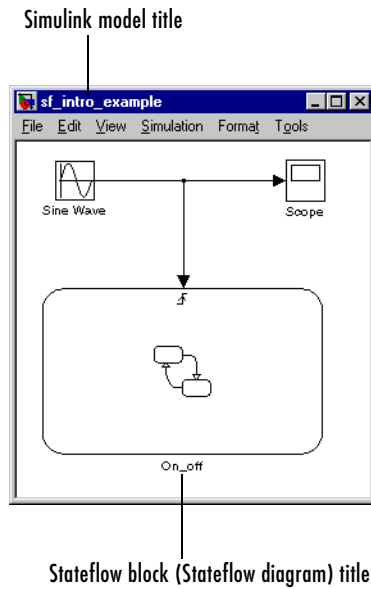 Simulink model title
sf_intro_example
File Edit View Simulation Format Tools
Sine Wave
Scope
On_off
Stateflow block (Stateflow diagram) title